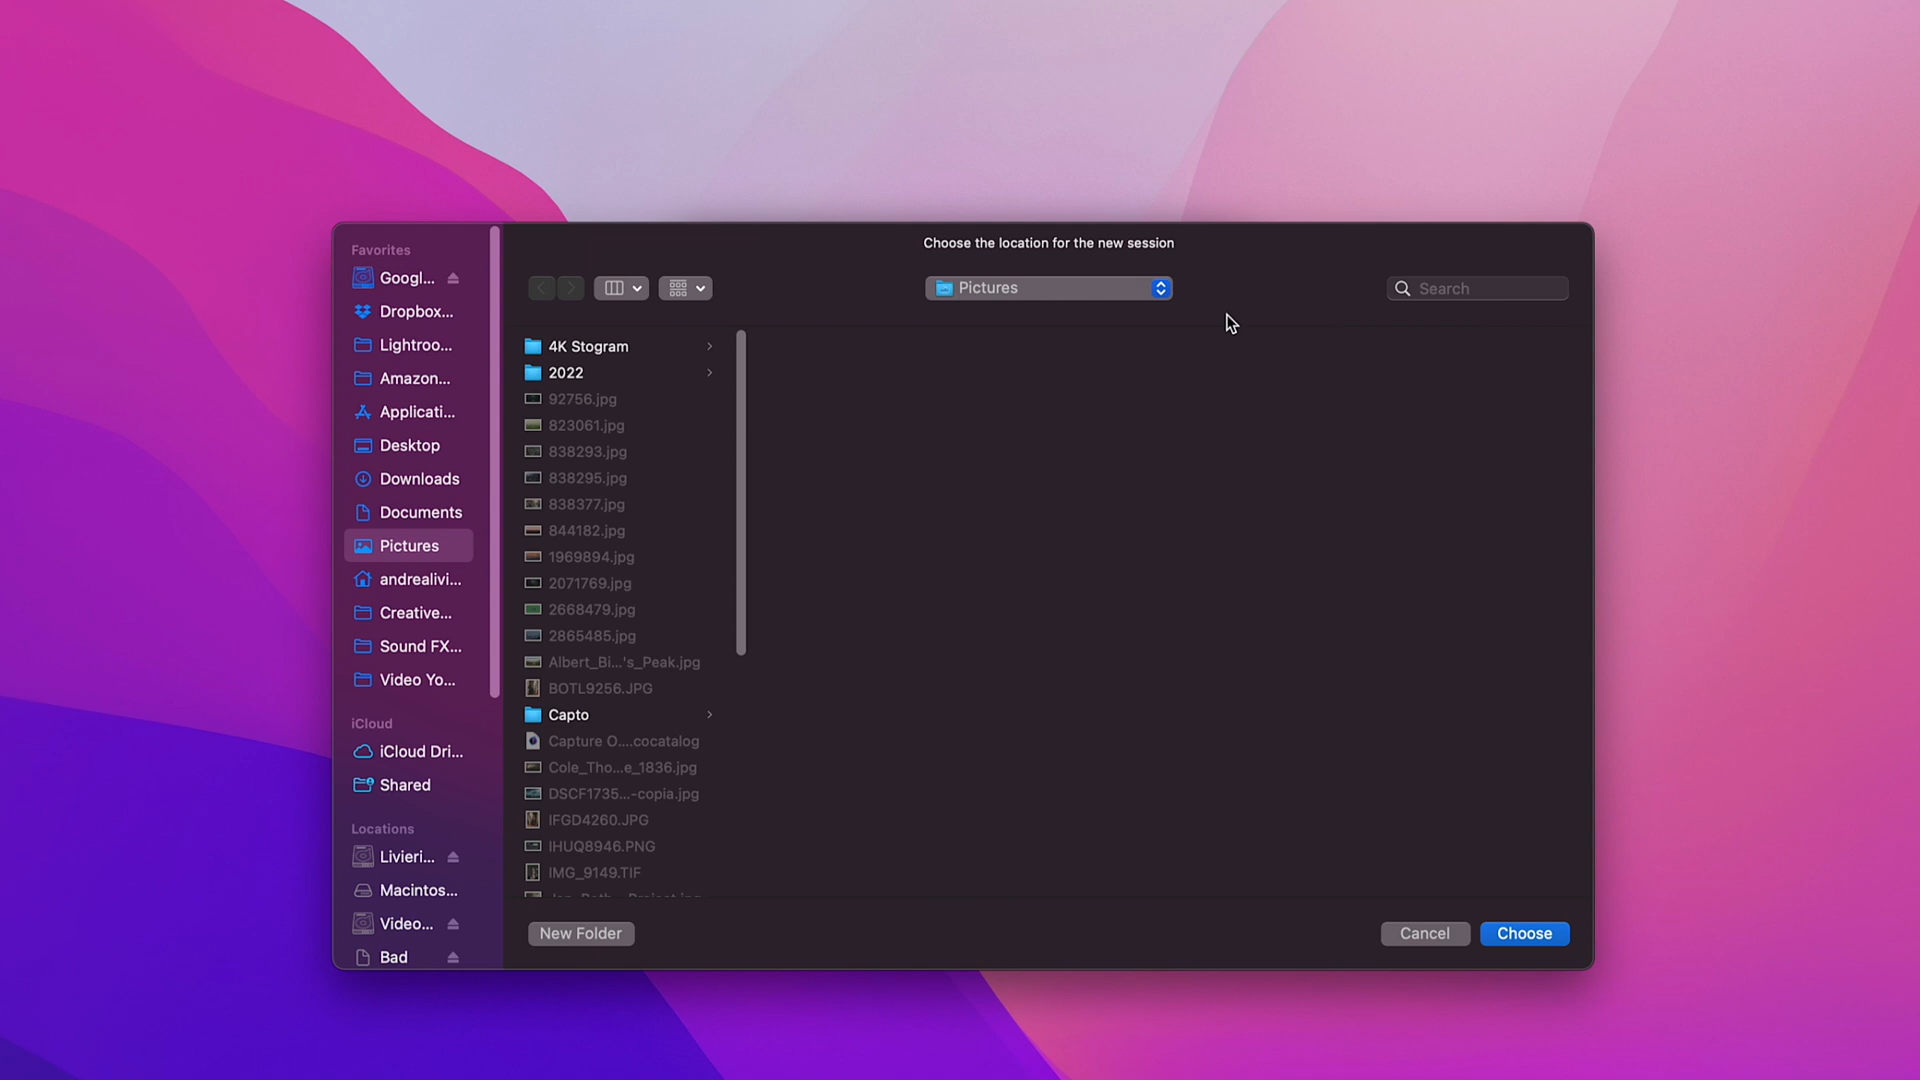 Favorites
Googl...
Dropbox...
Lightroo...
Amazon...
Applicati...
Desktop
Downloads
Documents
Pictures
andrealivi...
Creative...
Sound FX...
Video Yo...
iCloud
iCloud Dri...
Shared
Locations
Livieri...
Macintos...
Video...
Bad
Choose the location for the new session
Pictures
Search
4K Stogram
2022
92756.jpg
823061.jpg
838293.jpg
838295.jpg
838377.jpg
844182.jpg
1969894.jpg
2071769.jpg
2668479.jpg
2865485.jpg
Albert_Bi...'s_Peak.jpg
BOTL9256.JPG
Capto
Capture O....cocatalog
Cole_Tho...e_1836.jpg
DSCF1735...-copia.jpg
IFGD4260.JPG
IHUQ8946.PNG
IMG_9149.TIF
New Folder
Cancel
Choose